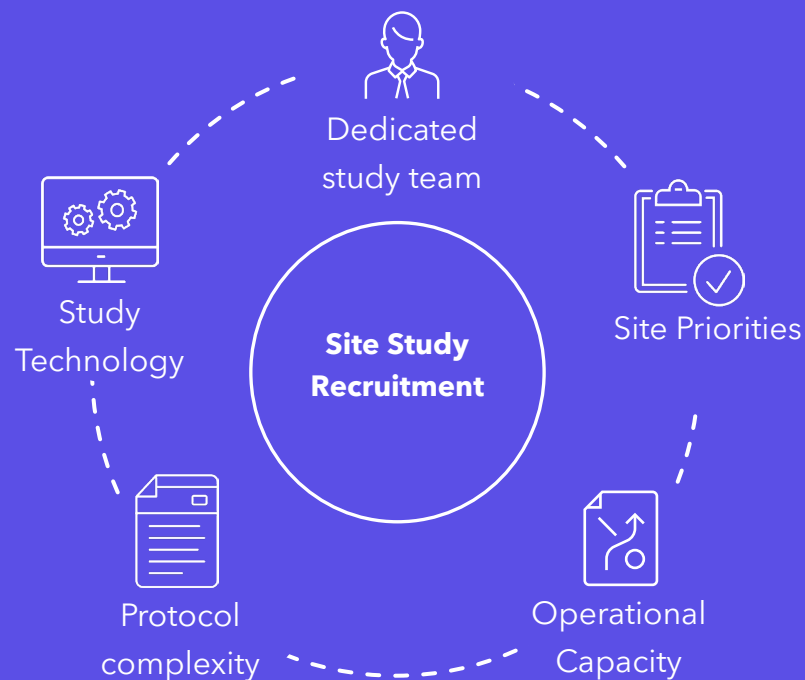 Dedicated
study team
Site Priorities
Operational
Capacity
Protocol
complexity
Study
Technology
Site Study
Recruitment